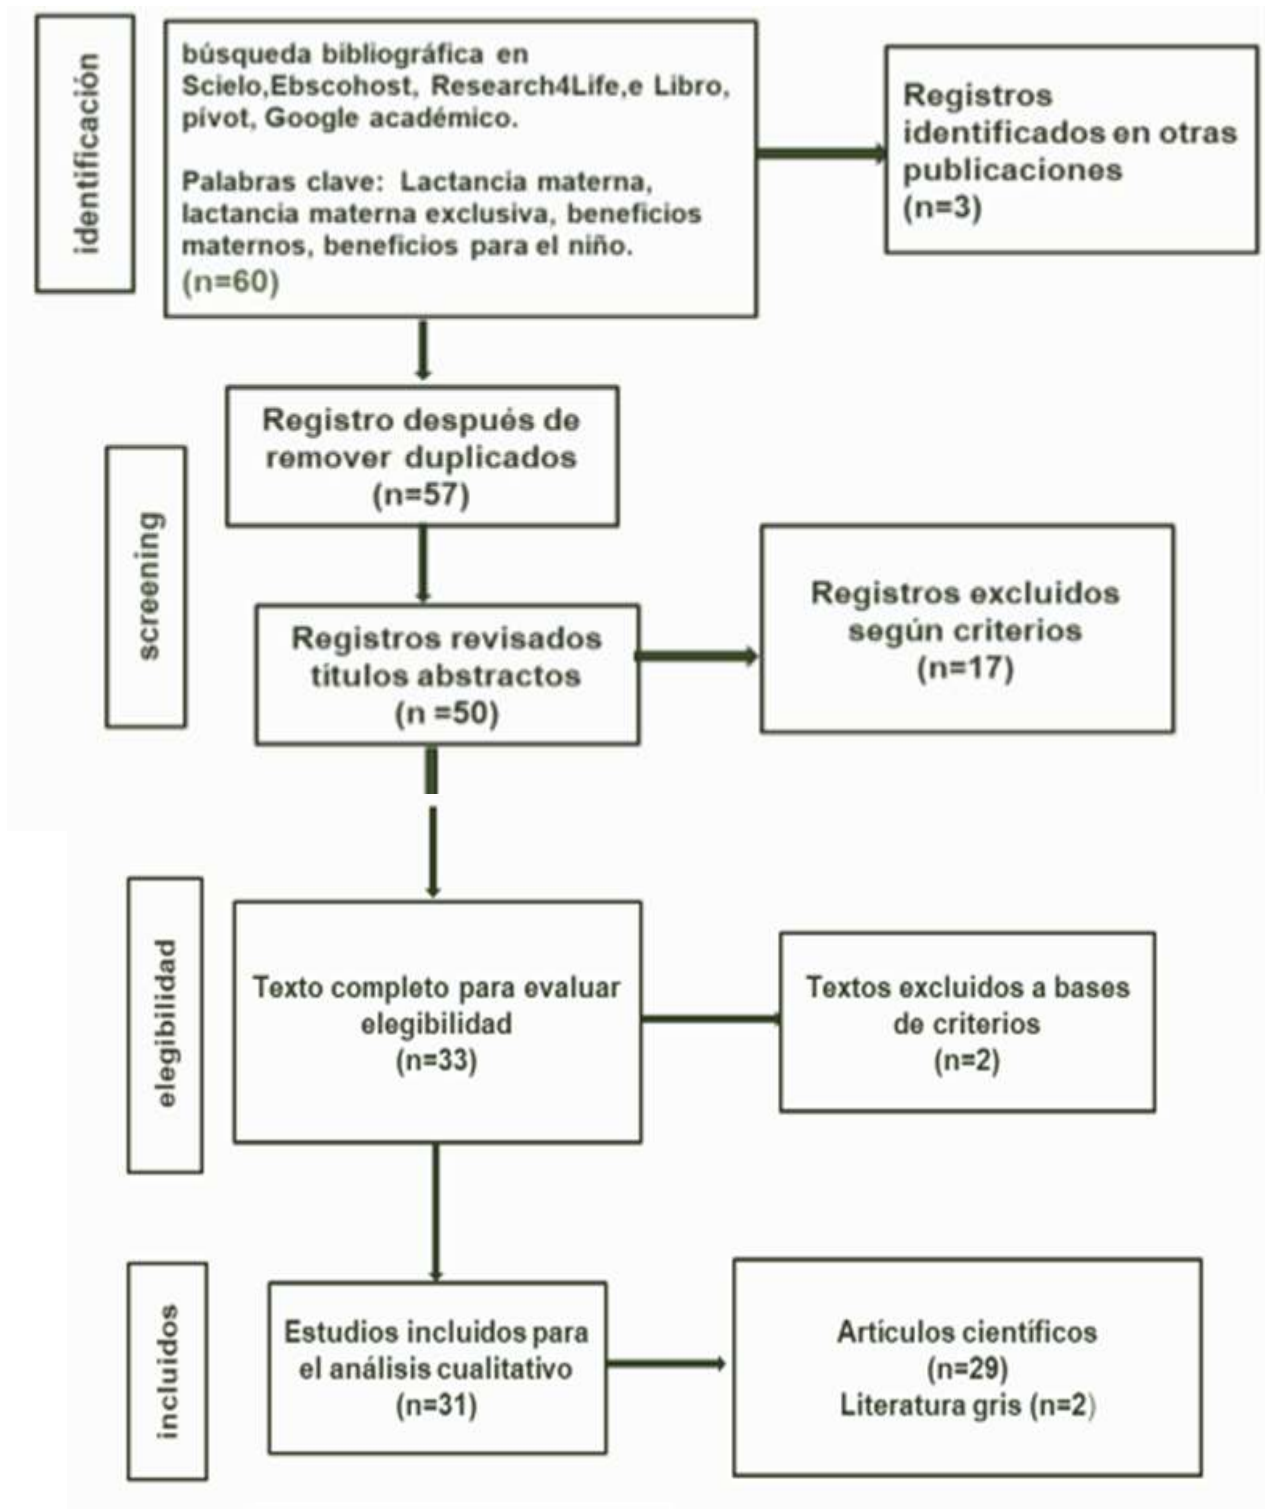 identificación
búsqueda bibliográfica en
Scielo,Ebscohost, Research4Life,e Libro,
pívot, Google académico.
Palabras clave: Lactancia materna,
lactancia materna exclusiva, beneficios
maternos, beneficios para el niño.
(n=60)
Registros
identificados en otras
publicaciones
(n=3)
screening
Registro después de
remover duplicados
(n=57)
Registros revisados
titulos abstractos
(n =50)
Registros excluidos
según criterios
(n=17)
elegibilidad
Texto completo para evaluar
elegibilidad
(n=33)
Textos excluidos a bases
de criterios
(n=2)
incluidos
Estudios incluidos para
el análisis cualitativo
(n=31)
Artículos científicos
(n=29)
Literatura gris (n=2)